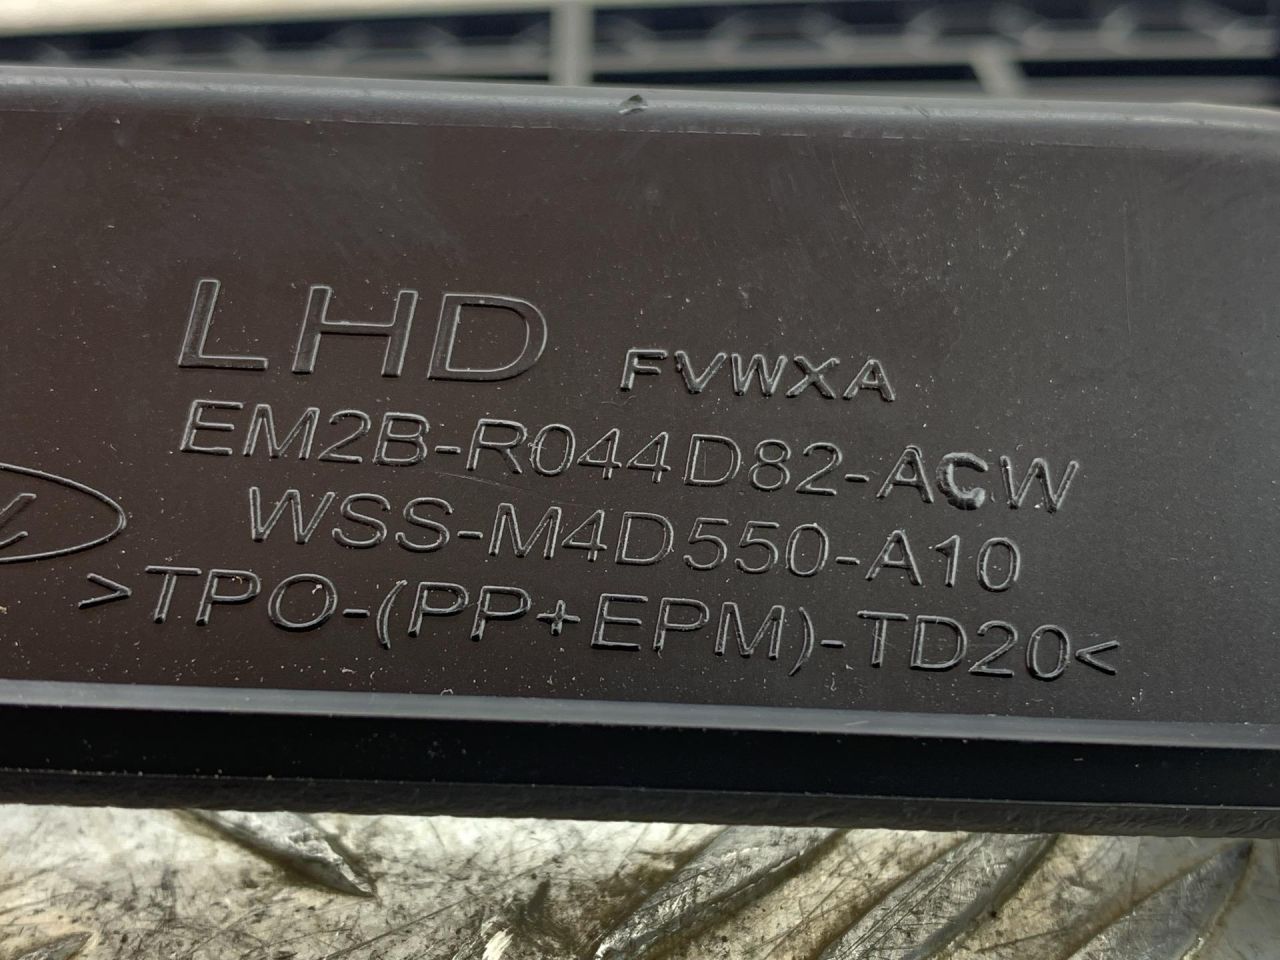 LHD FVWXA
EM2B-R044D82-ACW
WSS-M4D550-A10
>TPO-(PP+EPM)-TD20<